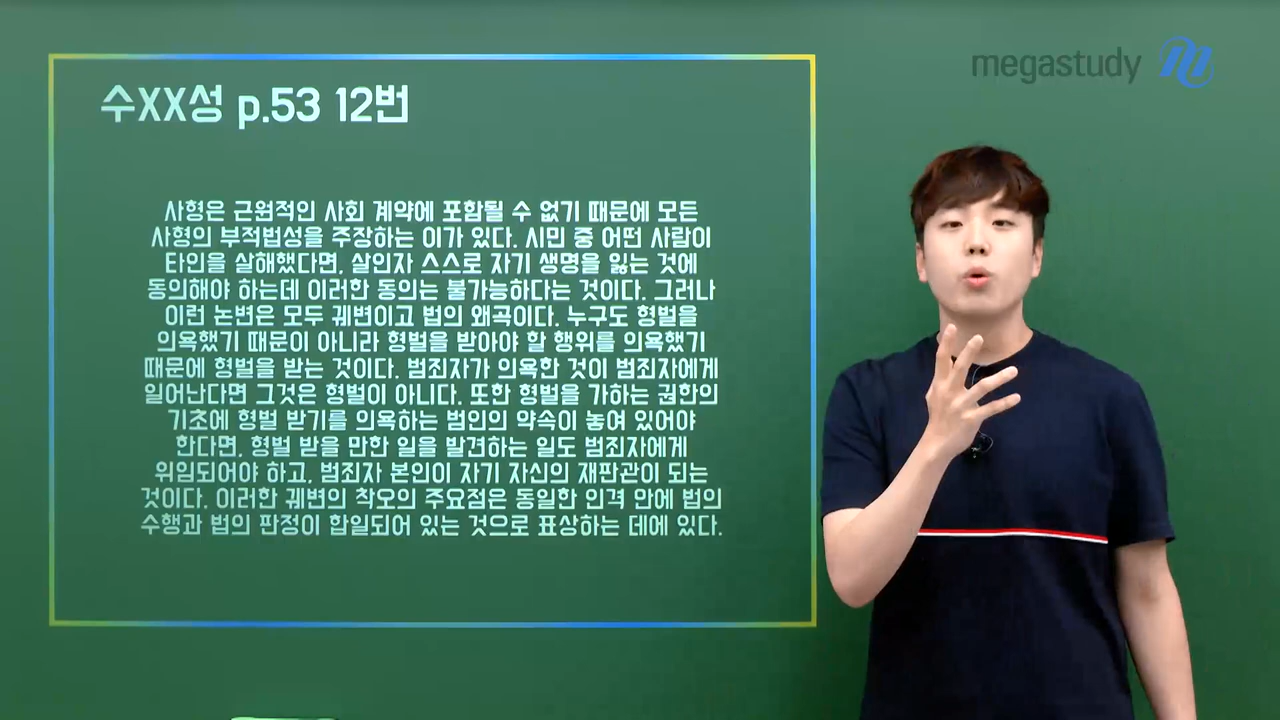 megastudy
수XX성 p.53 12번
사형은 근원적인 사회 계약에 포함될 수 없기 때문에 모든
사형의 부적법성을 주장하는 이가 있다. 시민 중 어떤 사람이
타인을 살해했다면, 살인자 스스로 자기 생명을 잃는 것에
동의해야 하는데 이러한 동의는 불가능하다는 것이다. 그러나
이런 논변은 모두 궤변이고 법의 왜곡이다. 누구도 형벌을
의욕했기 때문이 아니라 형벌을 받아야 할 행위를 의욕했기
때문에 형벌을 받는 것이다. 범죄자가 의욕한 것이 범죄자에게
일어난다면 그것은 형벌이 아니다. 또한 형벌을 가하는 권한의
기초에 형벌 받기를 의욕하는 범인의 약속이 놓여 있어야
한다면, 형벌 받을 만한 일을 발견하는 일도 범죄자에게
위임되어야 하고, 범죄자 본인이 자기 자신의 재판관이 되는
것이다. 이러한 궤변의 착오의 주요점은 동일한 인격 안에 법의
수행과 법의 판정이 합일되어 있는 것으로 표상하는 데에 있다.